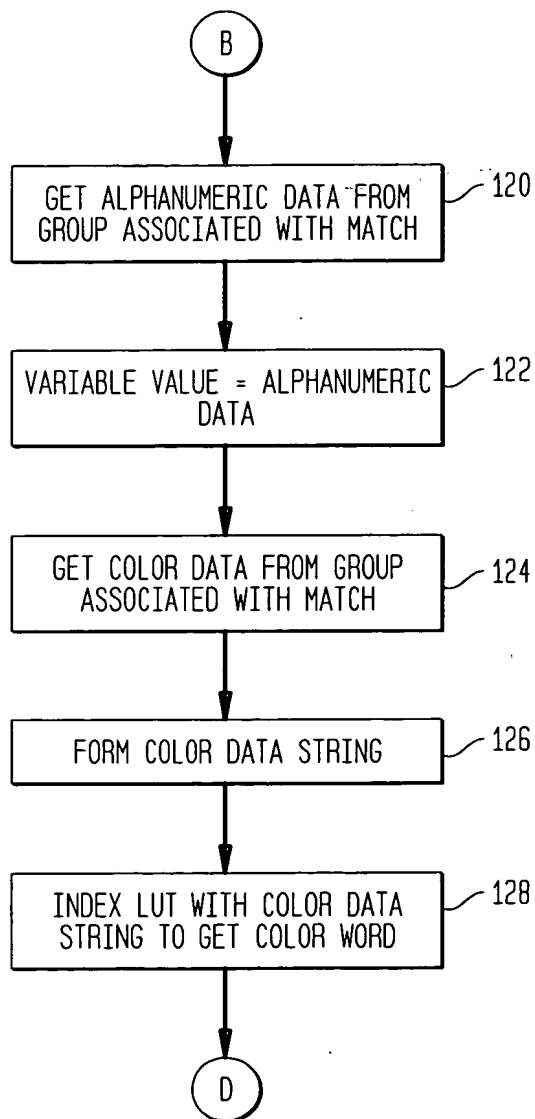 B
GET ALPHANUMERIC DATA FROM
GROUP ASSOCIATED WITH MATCH
120
VARIABLE VALUE = ALPHANUMERIC
DATA
122
GET COLOR DATA FROM GROUP
ASSOCIATED WITH MATCH
124
FORM COLOR DATA STRING
126
INDEX LUT WITH COLOR DATA
STRING TO GET COLOR WORD
128
D